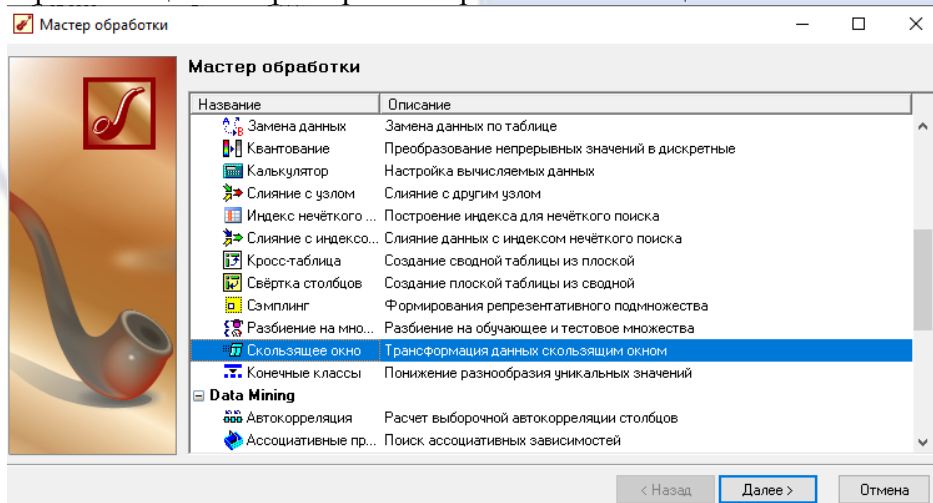 Мастер обработки
Мастер обработки
Название Описание
Замена данных Замена данных по таблице
Квантование Преобразование непрерывных значений в дискретные
Калькулятор Настройка вычисляемых данных
Слияние с узлом Слияние с другим узлом
Индекс нечёткого ... Построение индекса для нечёткого поиска
Слияние с индексо... Слияние данных с индексом нечёткого поиска
Кросс-таблица Создание сводной таблицы из плоской
Свёртка столбцов Создание плоской таблицы из сводной
Сэмплинг Формирования репрезентативного подмножества
Разбиение на мно... Разбиение на обучающее и тестовое множества
Скользящее окно Трансформация данных скользящим окном
Конечные классы Понижение разнообразия уникальных значений
Data Mining
Автокорреляция Расчет выборочной автокорреляции столбцов
Ассоциативные пр... Поиск ассоциативных зависимостей
< Назад Далее > Отмена